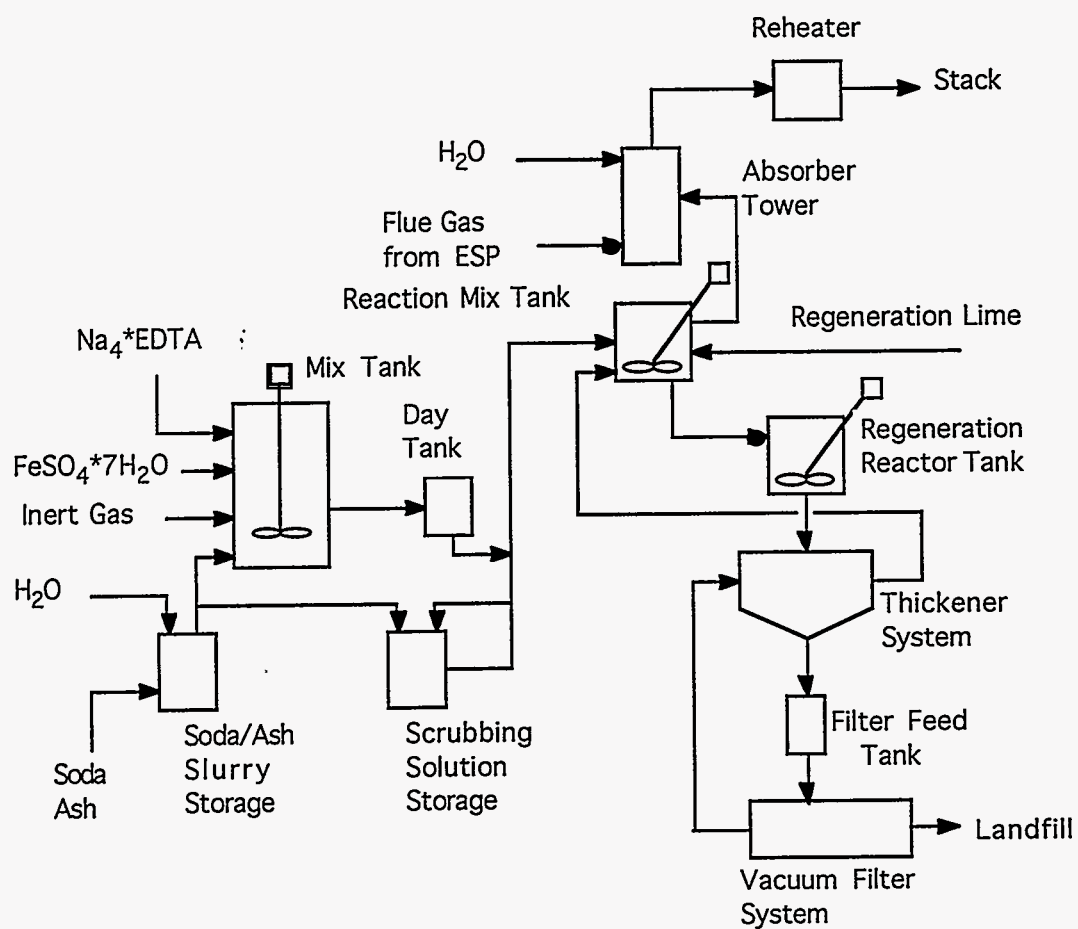 Reheater
Stack
H₂O
Absorber
Tower
Flue Gas
from ESP
Reaction Mix Tank
Regeneration Lime
Na₄*EDTA
Mix Tank
Day
Tank
Regeneration
Reactor Tank
FeSO₄*7H₂O
Inert Gas
H₂O
Thickener
System
Soda/Ash
Slurry
Storage
Scrubbing
Solution
Storage
Filter Feed
Tank
Soda
Ash
Landfill
Vacuum Filter
System